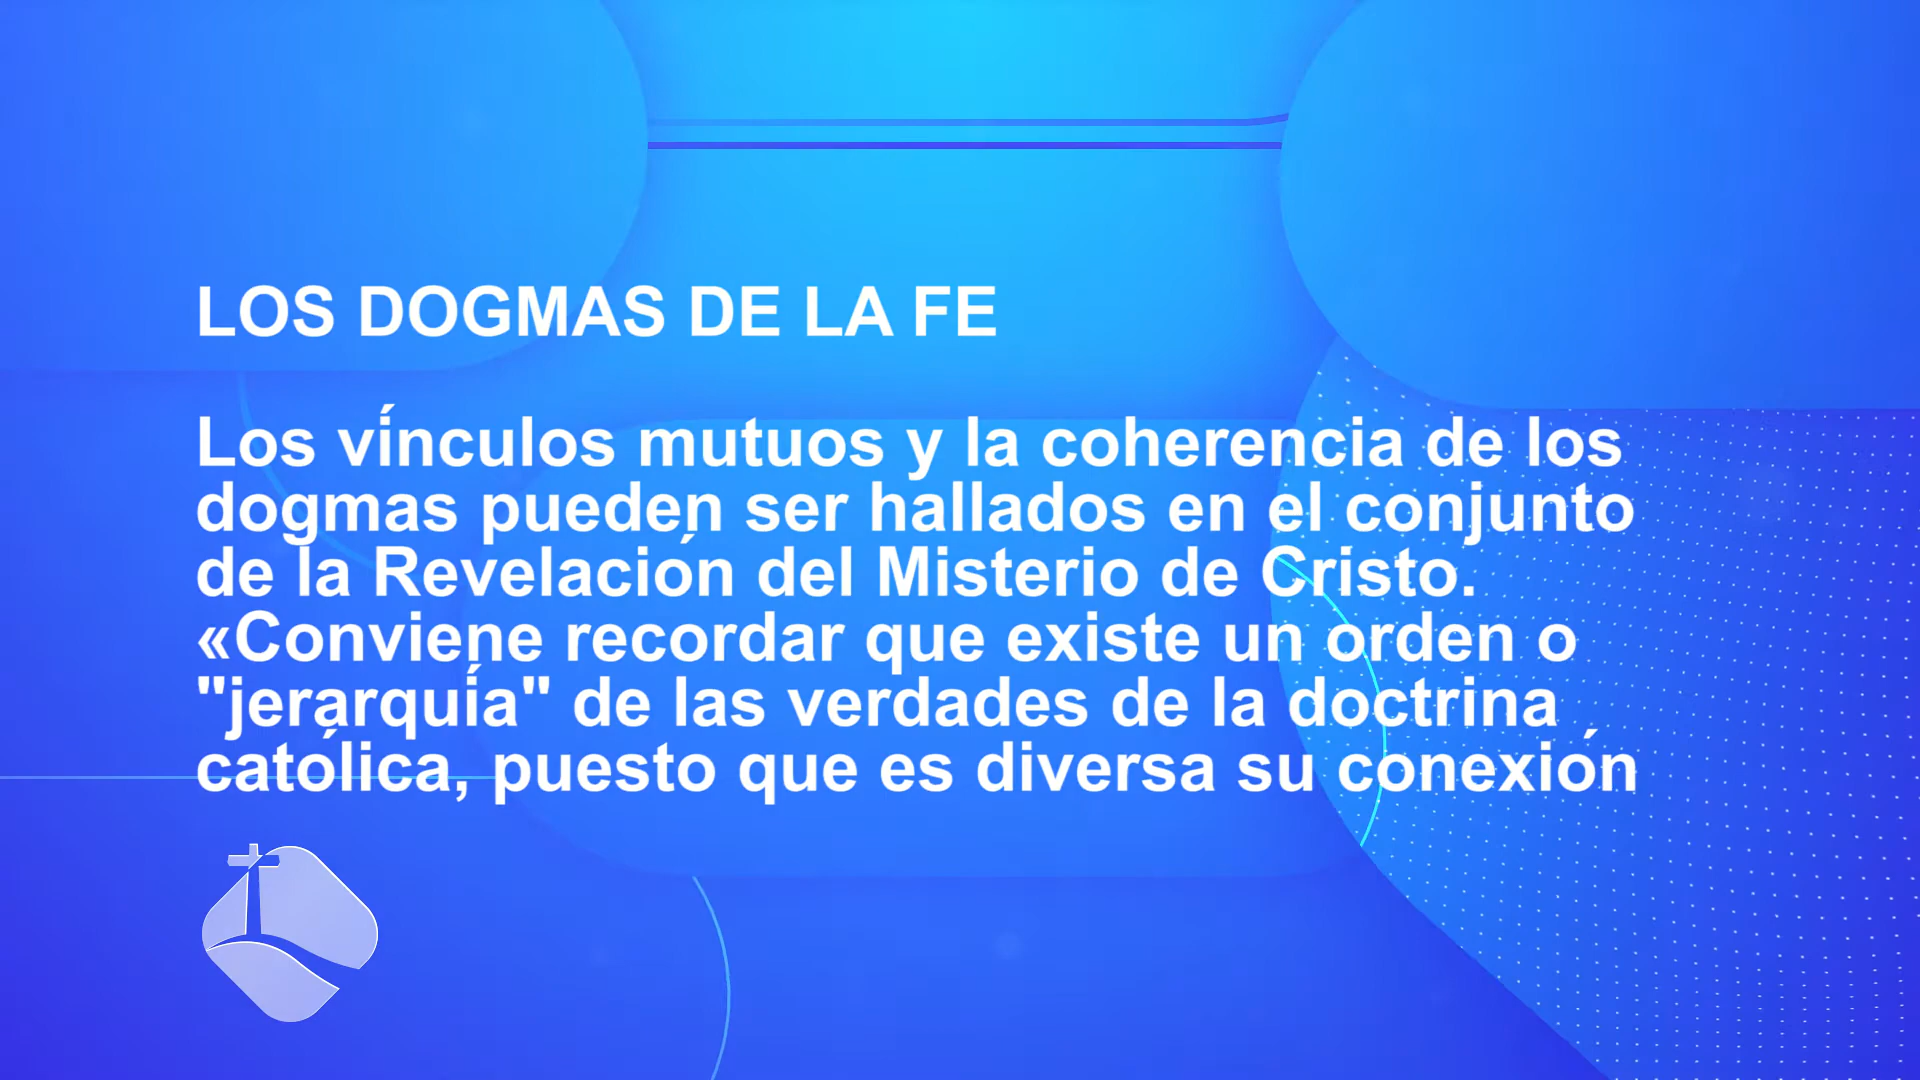 LOS DOGMAS DE LA FE
Los vínculos mutuos y la coherencia de los
dogmas pueden ser hallados en el conjunto
de la Revelación del Misterio de Cristo.
«Conviene recordar que existe un orden o
"jerarquía" de las verdades de la doctrina
católica, puesto que es diversa su conexión